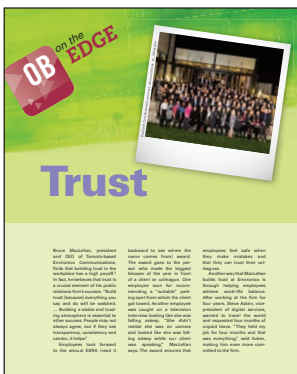 on the
EDGE
OB
Trust
Bruce MacLellan, president
and CEO of Toronto-based
Environics Communications,
finds that building trust in the
workplace has a high payoff.
In fact, he believes that trust is
a crucial element of his public
relations firm's success. "Build
trust [because] everything you
say and do will be watched.
... Building a stable and trust-
ing atmosphere is essential to
other success. People may not
always agree, but if they see
transparency, consistency and
candor, it helps."
Employees look forward
to the annual ESRA (read it
backward to see where the
name comes from) award.
The award goes to the per-
son who made the biggest
blooper of the year in front
of a client or colleague. One
employee won for recom-
mending a "suitable" park-
ing spot from which the client
got towed. An other employee
was caught on a television
interview looking like she was
falling asleep. "She didn't
realize she was on camera
and looked like she was fall-
ing asleep while our client
was speaking," MacLellan
says. The award ensures that
employees feel safe when
they make mistakes and
that they can trust their col-
leagues.
Another way that MacLellan
builds trust at Environics is
through helping employees
achieve work–life balance.
After working at the firm for
four years, Steve Acken, vice-
president of digital services,
wanted to travel the world
and requested four months of
unpaid leave. "They held my
job for four months and that
was everything," said Acken,
making him even more com-
mitted to the firm.